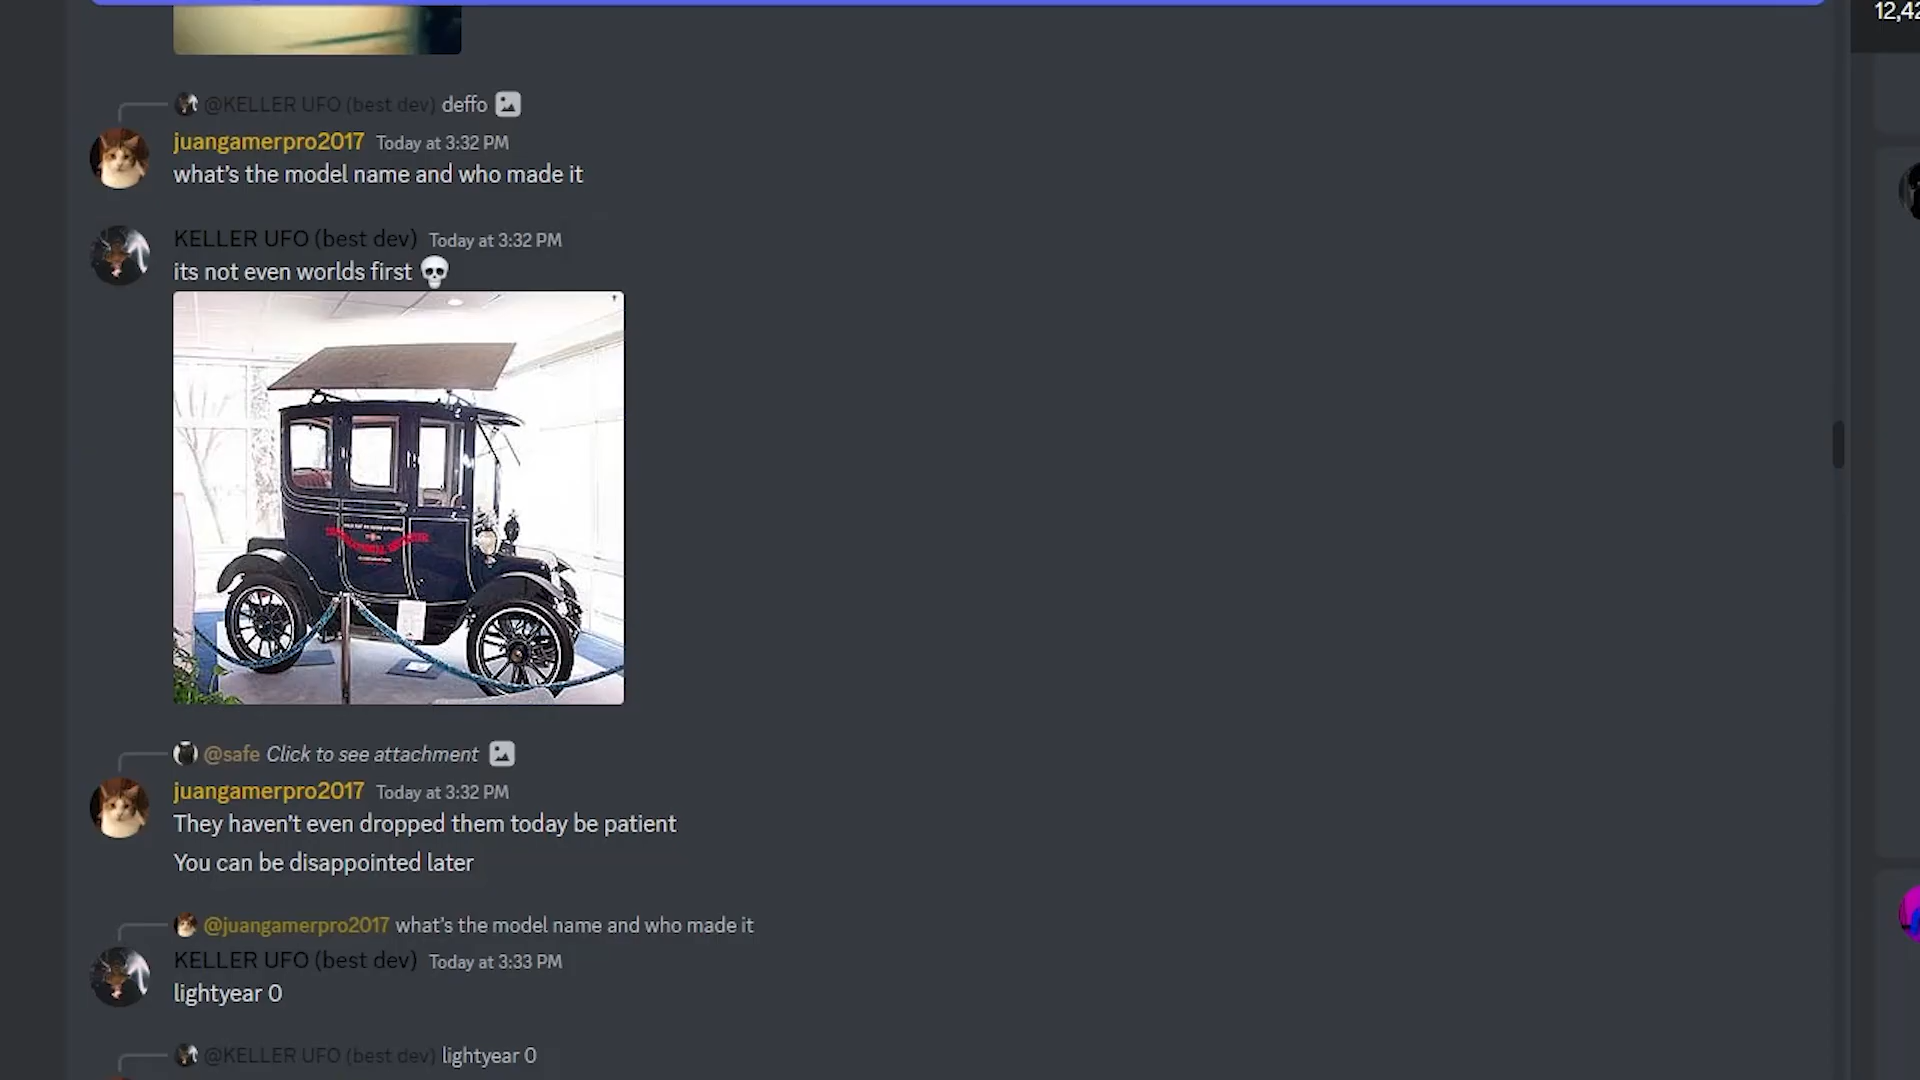 12,42
@KELLER UFO (best dev) deffo
juangamerpro2017 Today at 3:32 PM
what's the model name and who made it
KELLER UFO (best dev) Today at 3:32 PM
its not even worlds first 💀
@safe Click to see attachment
juangamerpro2017 Today at 3:32 PM
They haven't even dropped them today be patient
You can be disappointed later
@juangamerpro2017 what's the model name and who made it
KELLER UFO (best dev) Today at 3:33 PM
lightyear 0
@KELLER UFO (best dev) lightyear 0